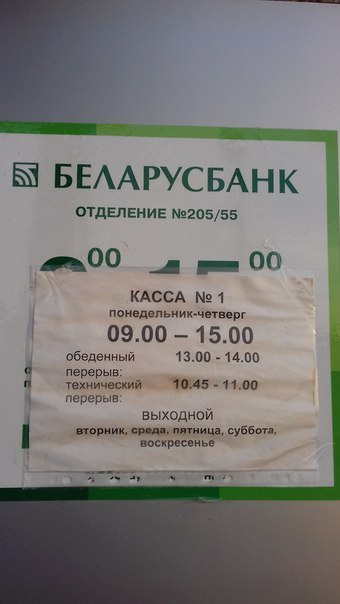 БЕЛАРУСБАНК
ОТДЕЛЕНИЕ №205/55
00 00
КАССА № 1
понедельник-четверг
09.00 – 15.00
обеденный 13.00 - 14.00
перерыв:
технический 10.45 - 11.00
перерыв:
ВЫХОДНОЙ
вторник, среда, пятница, суббота,
воскресенье